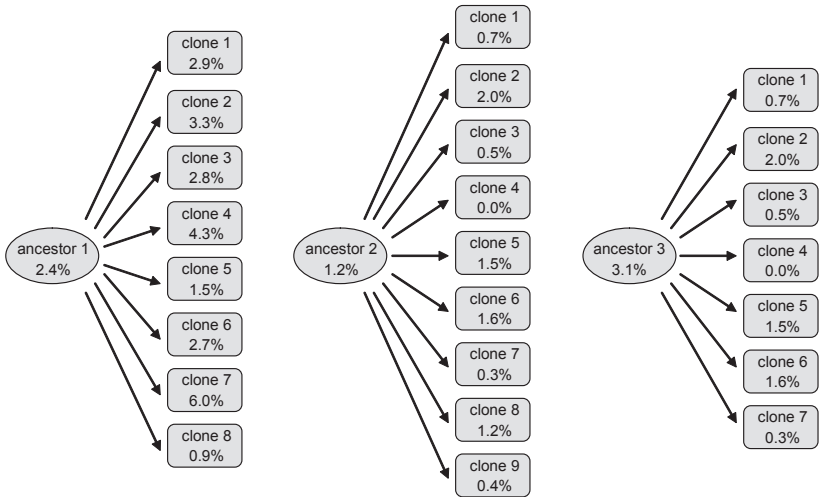 ancestor 1
2.4%
clone 1
2.9%
clone 2
3.3%
clone 3
2.8%
clone 4
4.3%
clone 5
1.5%
clone 6
2.7%
clone 7
6.0%
clone 8
0.9%
ancestor 2
1.2%
clone 1
0.7%
clone 2
2.0%
clone 3
0.5%
clone 4
0.0%
clone 5
1.5%
clone 6
1.6%
clone 7
0.3%
clone 8
1.2%
clone 9
0.4%
ancestor 3
3.1%
clone 1
0.7%
clone 2
2.0%
clone 3
0.5%
clone 4
0.0%
clone 5
1.5%
clone 6
1.6%
clone 7
0.3%